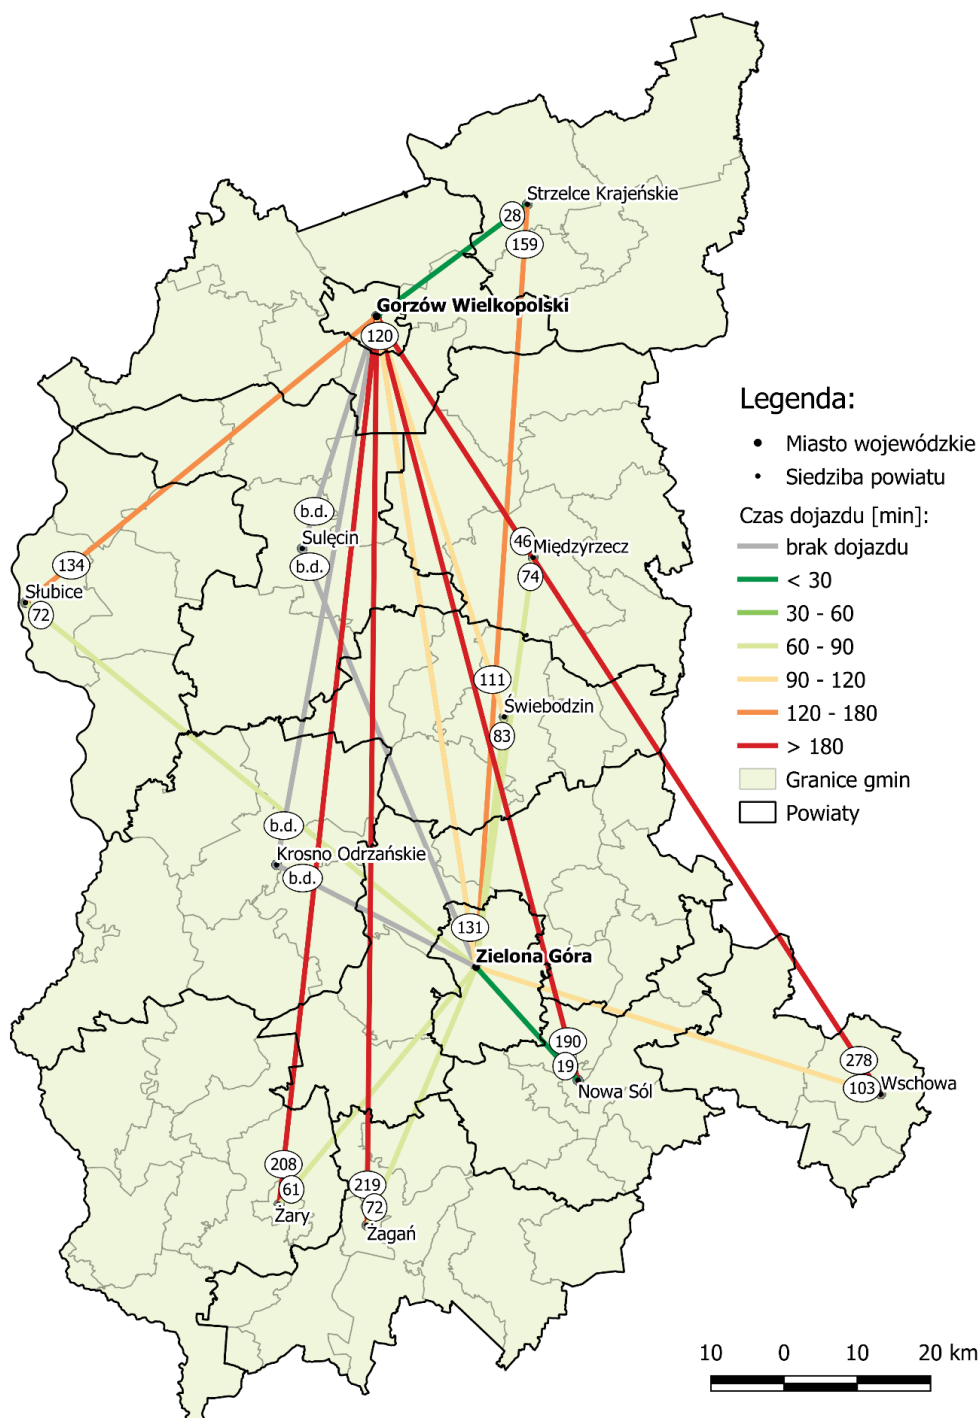 Strzelce Krajeńskie
28
159
Gorzów Wielkopolski
120
Legenda:
Miasto wojewódzkie
Siedziba powiatu
Czas dojazdu [min]:
brak dojazdu
< 30
30 - 60
60 - 90
90 - 120
120 - 180
> 180
Granice gmin
Powiaty
b.d.
Sulęcin
b.d.
46
Międzyrzecz
74
134
Słubice
72
111
Świebodzin
83
b.d.
Krosno Odrzańskie
b.d.
131
Zielona Góra
190
19
Nowa Sól
278
103
Wschowa
208
61
Żary
219
72
Żagań
10 0 10 20 km